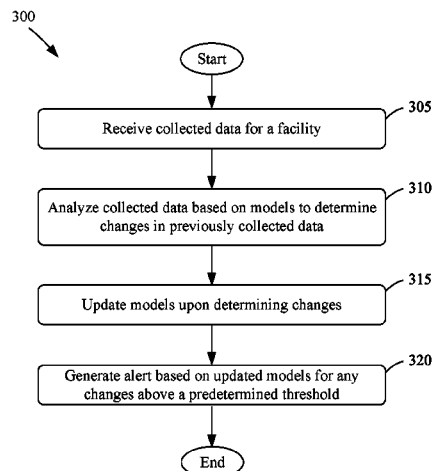 300
Start
305
Receive collected data for a facility
310
Analyze collected data based on models to determine
changes in previously collected data
315
Update models upon determining changes
320
Generate alert based on updated models for any
changes above a predetermined threshold
End